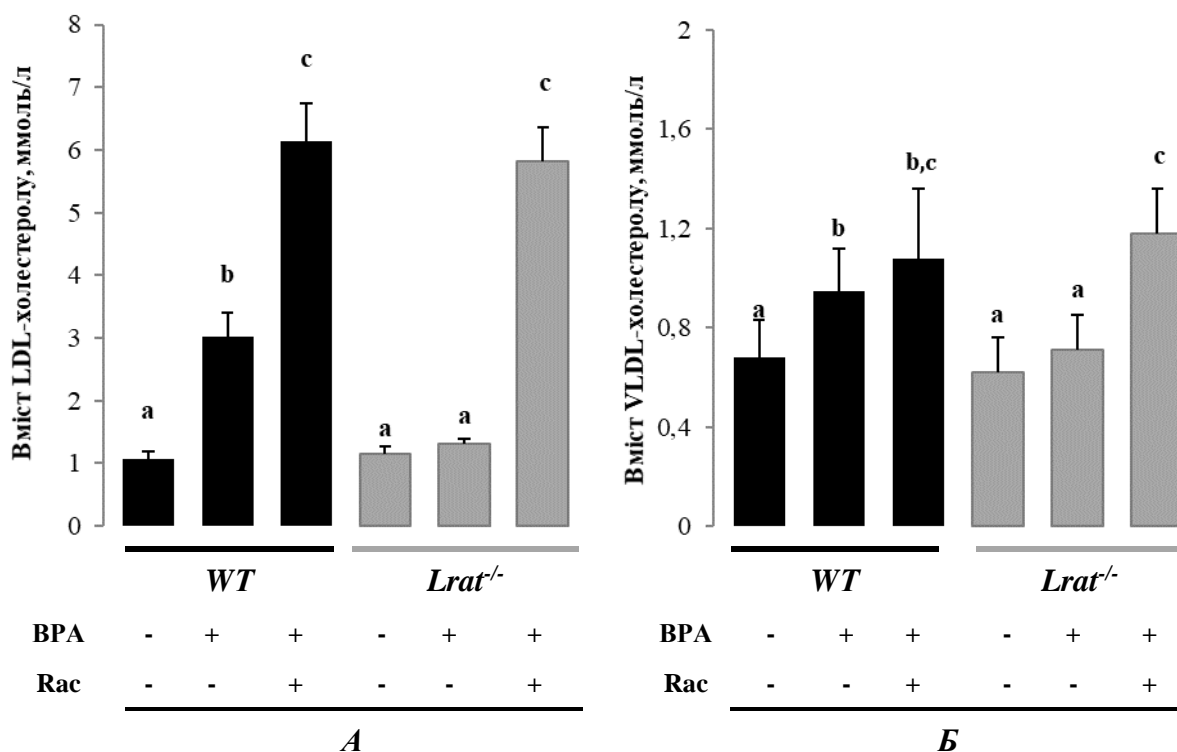 Вміст LDL-холестеролу, ммоль/л
8
7
6
5
4
3
2
1
0
a
b
c
a
a
c
WT
Lrat-/-
BPA - + + - + +
Rac - - + - - +
А
Вміст VLDL-холестеролу, ммоль/л
2
1,6
1,2
0,8
0,4
0
a
b
b,c
a
a
c
WT
Lrat-/-
BPA - + + - + +
Rac - - + - - +
Б